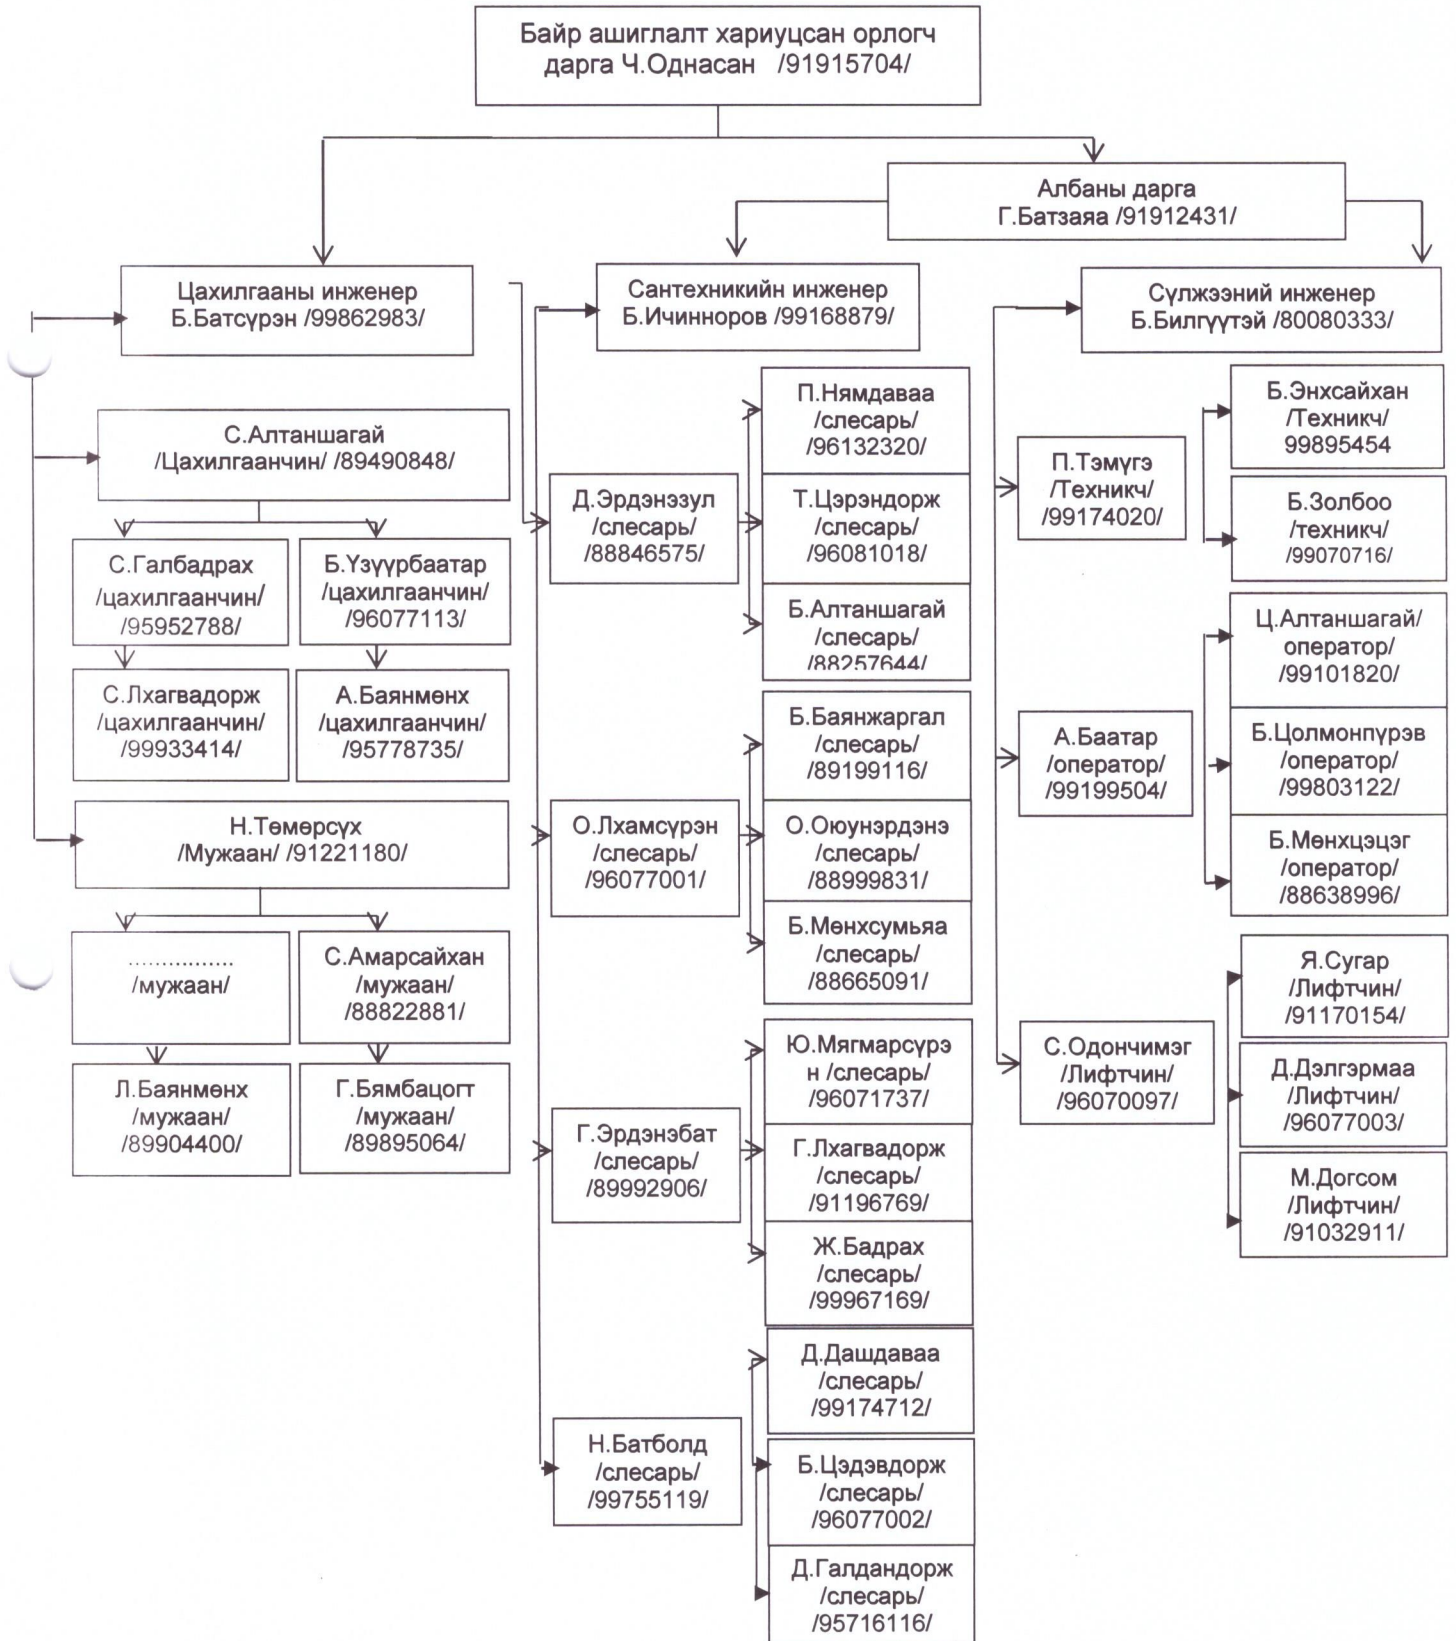 Байр ашиглалт хариуцсан орлогч
дарга Ч.Однасан /91915704/
Албаны дарга
Г.Батзаяа /91912431/
Цахилгааны инженер
Б.Батсүрэн /99862983/
Сантехникийн инженер
Б.Ичинноров /99168879/
Сүлжээний инженер
Б.Билгүүтэй /80080333/
С.Алтаншагай
/Цахилгаанчин/ /89490848/
С.Галбадрах
/цахилгаанчин/
/95952788/
Б.Үзүүрбаатар
/цахилгаанчин/
/96077113/
С.Лхагвадорж
/цахилгаанчин/
/99933414/
А.Баянмөнх
/цахилгаанчин/
/95778735/
Н.Төмөрсүх
/Мужаан/ /91221180/
................
/мужаан/
С.Амарсайхан
/мужаан/
/88822881/
Л.Баянмөнх
/мужаан/
/89904400/
Г.Бямбацогт
/мужаан/
/89895064/
Д.Эрдэнэзул
/слесарь/
/88846575/
П.Нямдаваа
/слесарь/
/96132320/
Т.Цэрэндорж
/слесарь/
/96081018/
Б.Алтаншагай
/слесарь/
/88257644/
О.Лхамсүрэн
/слесарь/
/96077001/
Б.Баянжаргал
/слесарь/
/89199116/
О.Оюунэрдэнэ
/слесарь/
/88999831/
Б.Мөнхсумьяа
/слесарь/
/88665091/
Г.Эрдэнэбат
/слесарь/
/89992906/
Ю.Мягмарсүрэ
н /слесарь/
/96071737/
Г.Лхагвадорж
/слесарь/
/91196769/
Ж.Бадрах
/слесарь/
/99967169/
Н.Батболд
/слесарь/
/99755119/
Д.Дашдаваа
/слесарь/
/99174712/
Б.Цэдэвдорж
/слесарь/
/96077002/
Д.Галдандорж
/слесарь/
/95716116/
П.Тэмүгэ
/Техникч/
/99174020/
Б.Энхсайхан
/Техникч/
99895454
Б.Золбоо
/техникч/
/99070716/
А.Баатар
/оператор/
/99199504/
Ц.Алтаншагай/
оператор/
/99101820/
Б.Цолмонпүрэв
/оператор/
/99803122/
Б.Мөнхцэцэг
/оператор/
/88638996/
С.Одончимэг
/Лифтчин/
/96070097/
Я.Сугар
/Лифтчин/
/91170154/
Д.Дэлгэрмаа
/Лифтчин/
/96077003/
М.Догсом
/Лифтчин/
/91032911/